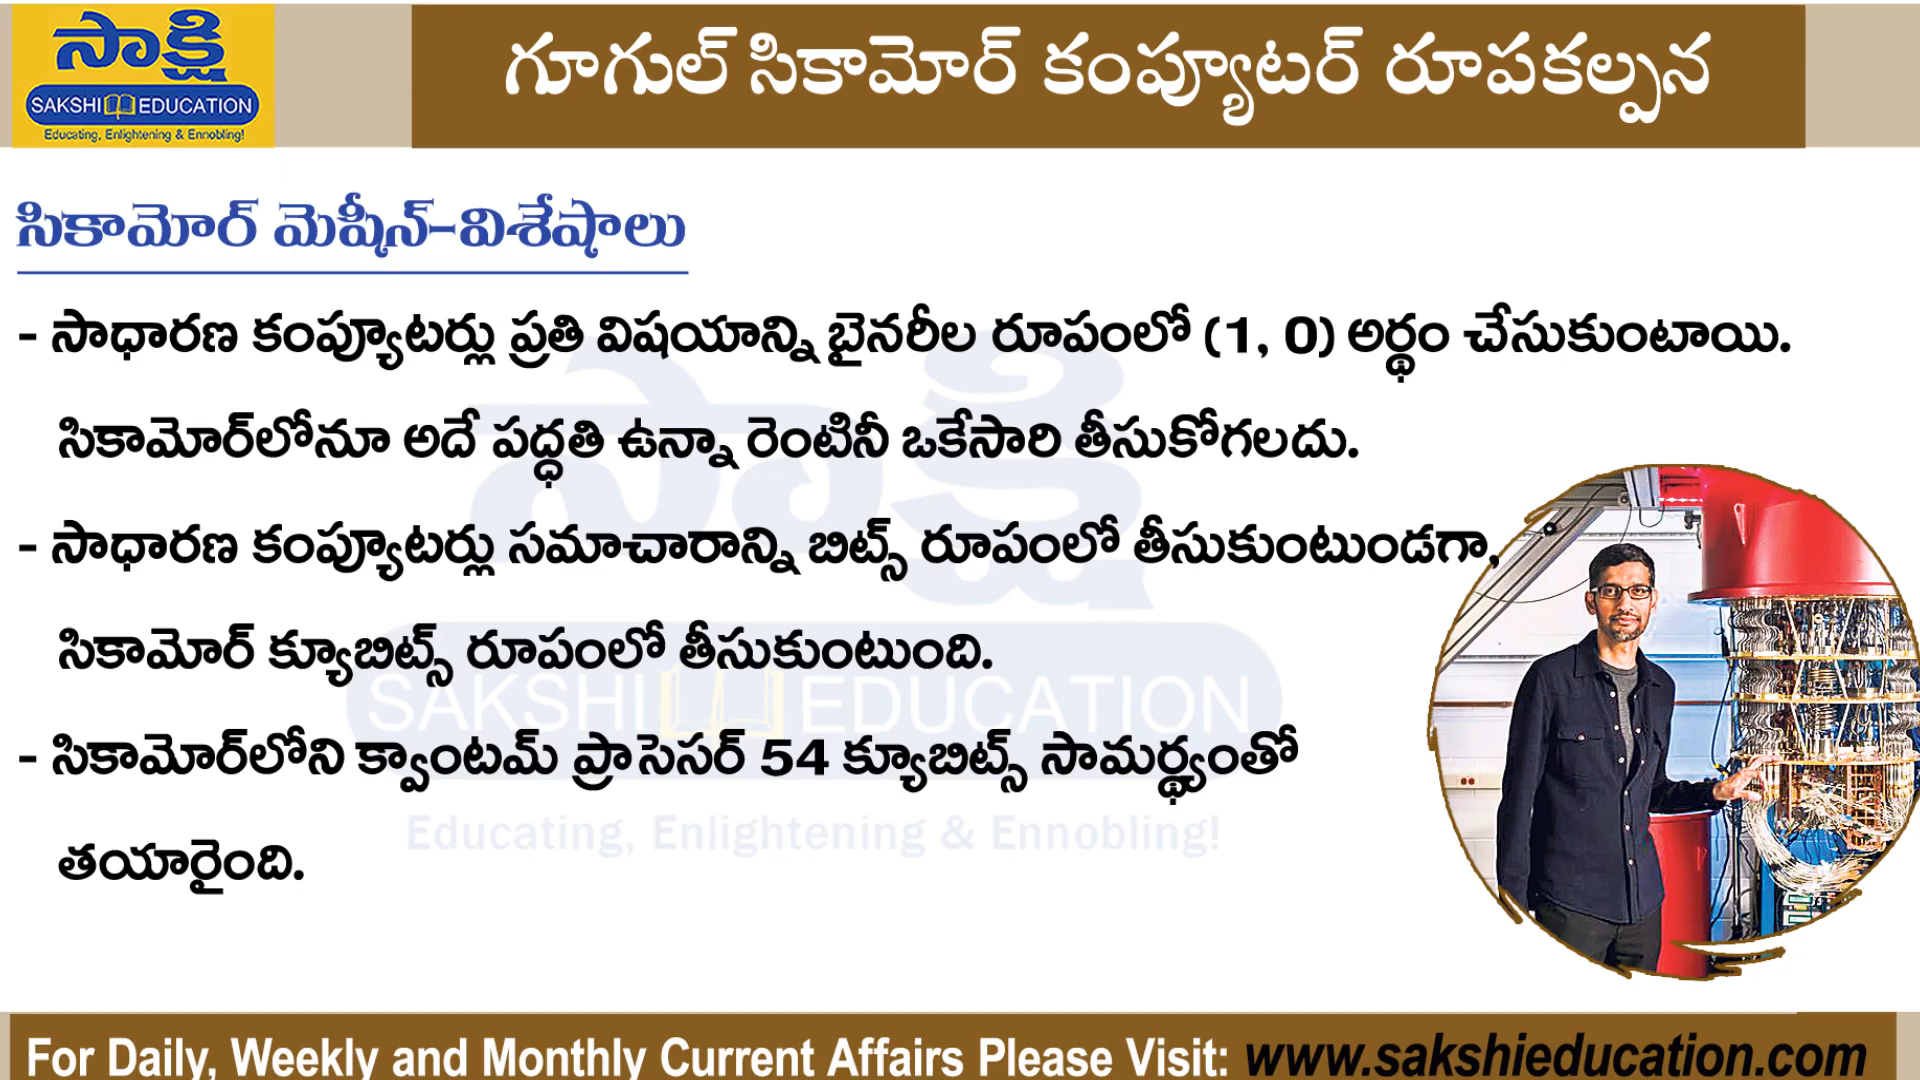 సాక్షి
SAKSHI EDUCATION
Educating, Enlightening & Ennobling!
గూగుల్ సికామోర్ కంప్యూటర్ రూపకల్పన
సికామోర్ మెషీన్-విశేషాలు
- సాధారణ కంప్యూటర్లు ప్రతి విషయాన్ని బైనరీల రూపంలో (1, 0) అర్థం చేసుకుంటాయి.
సికామోర్‌లోనూ అదే పద్ధతి ఉన్నా రెంటినీ ఒకేసారి తీసుకోగలదు.
- సాధారణ కంప్యూటర్లు సమాచారాన్ని బిట్స్ రూపంలో తీసుకుంటుండగా,
సికామోర్ క్యూబిట్స్ రూపంలో తీసుకుంటుంది.
- సికామోర్‌లోని క్వాంటమ్ ప్రాసెసర్ 54 క్యూబిట్స్ సామర్థ్యంతో
తయారైంది.
సాక్షి
SAKSHI EDUCATION
Educating, Enlightening & Ennobling!
For Daily, Weekly and Monthly Current Affairs Please Visit: www.sakshieducation.com